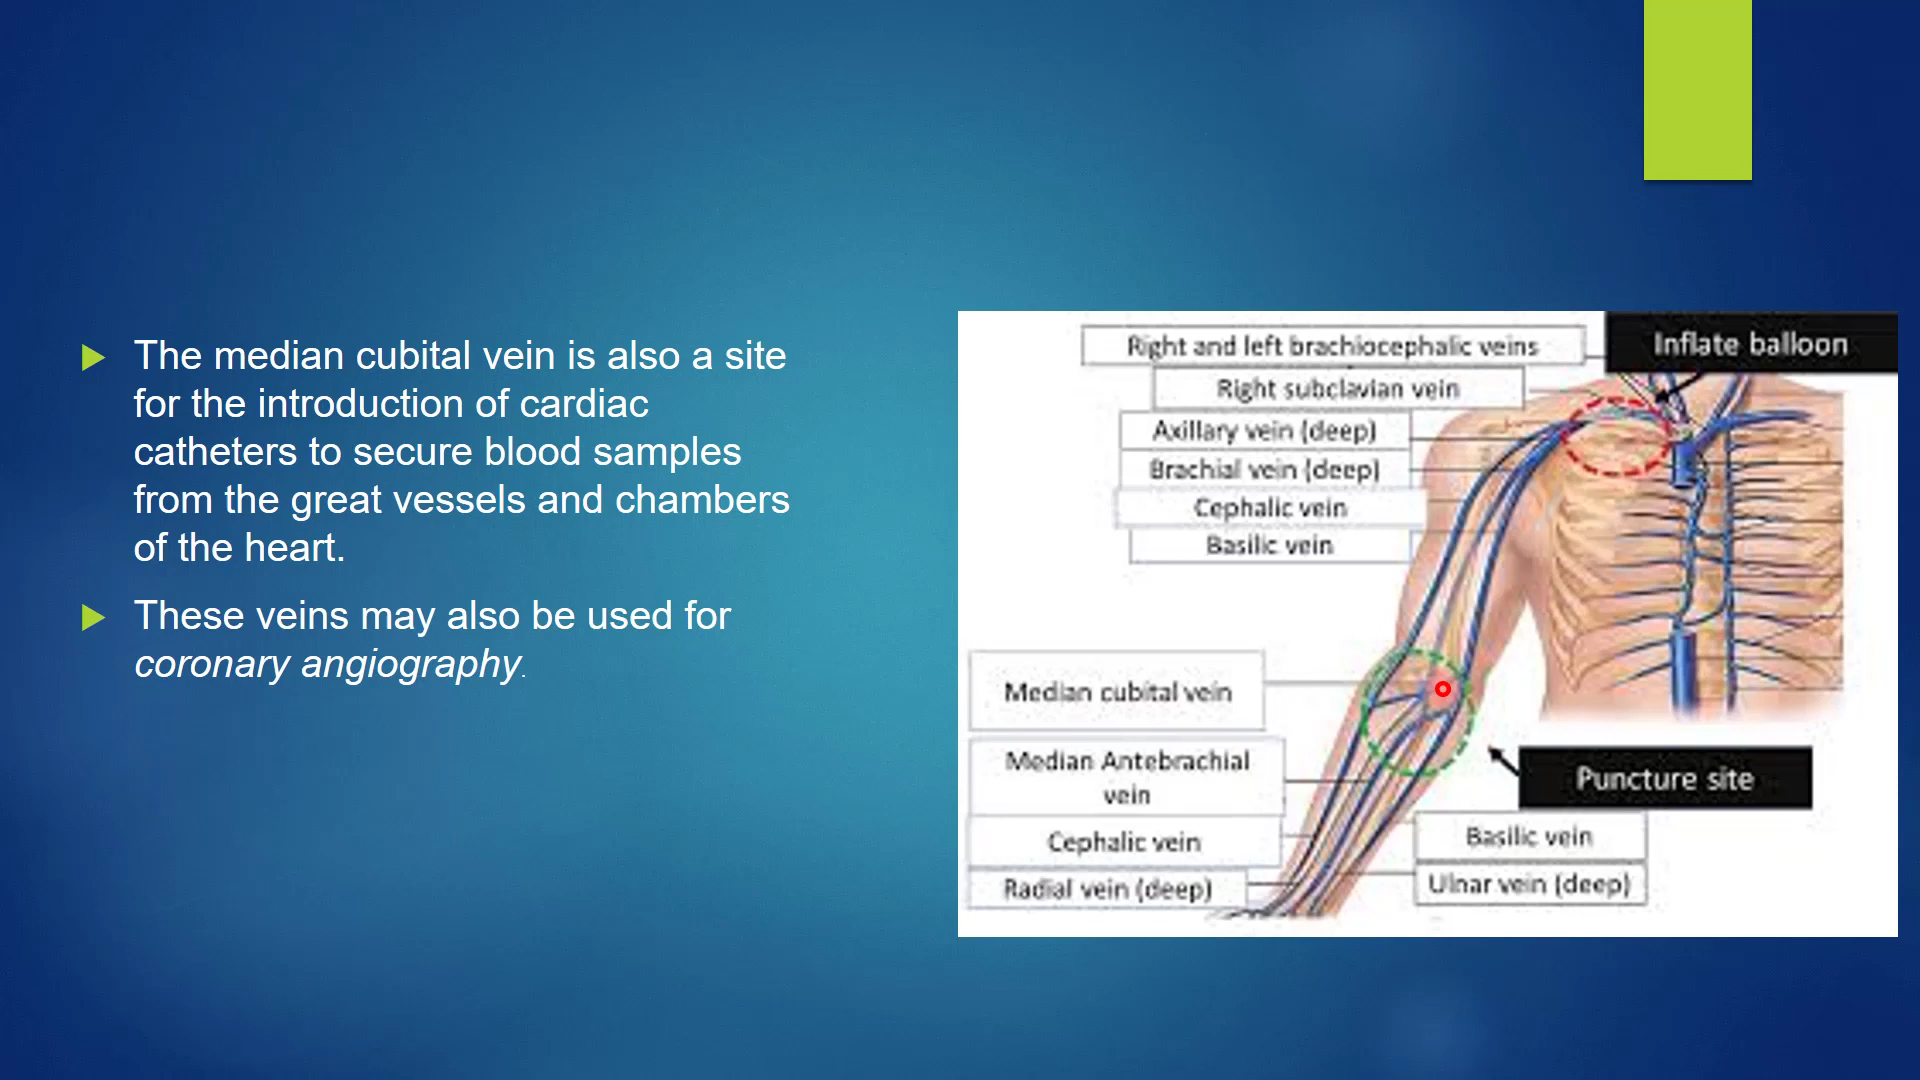 The median cubital vein is also a site
for the introduction of cardiac
catheters to secure blood samples
from the great vessels and chambers
of the heart.
These veins may also be used for
coronary angiography.
Right and left brachiocephalic veins
Inflate balloon
Right subclavian vein
Axillary vein (deep)
Brachial vein (deep)
Cephalic vein
Basilic vein
Median cubital vein
Median Antebrachial
vein
Puncture site
Cephalic vein
Basilic vein
Radial vein (deep)
Ulnar vein (deep)